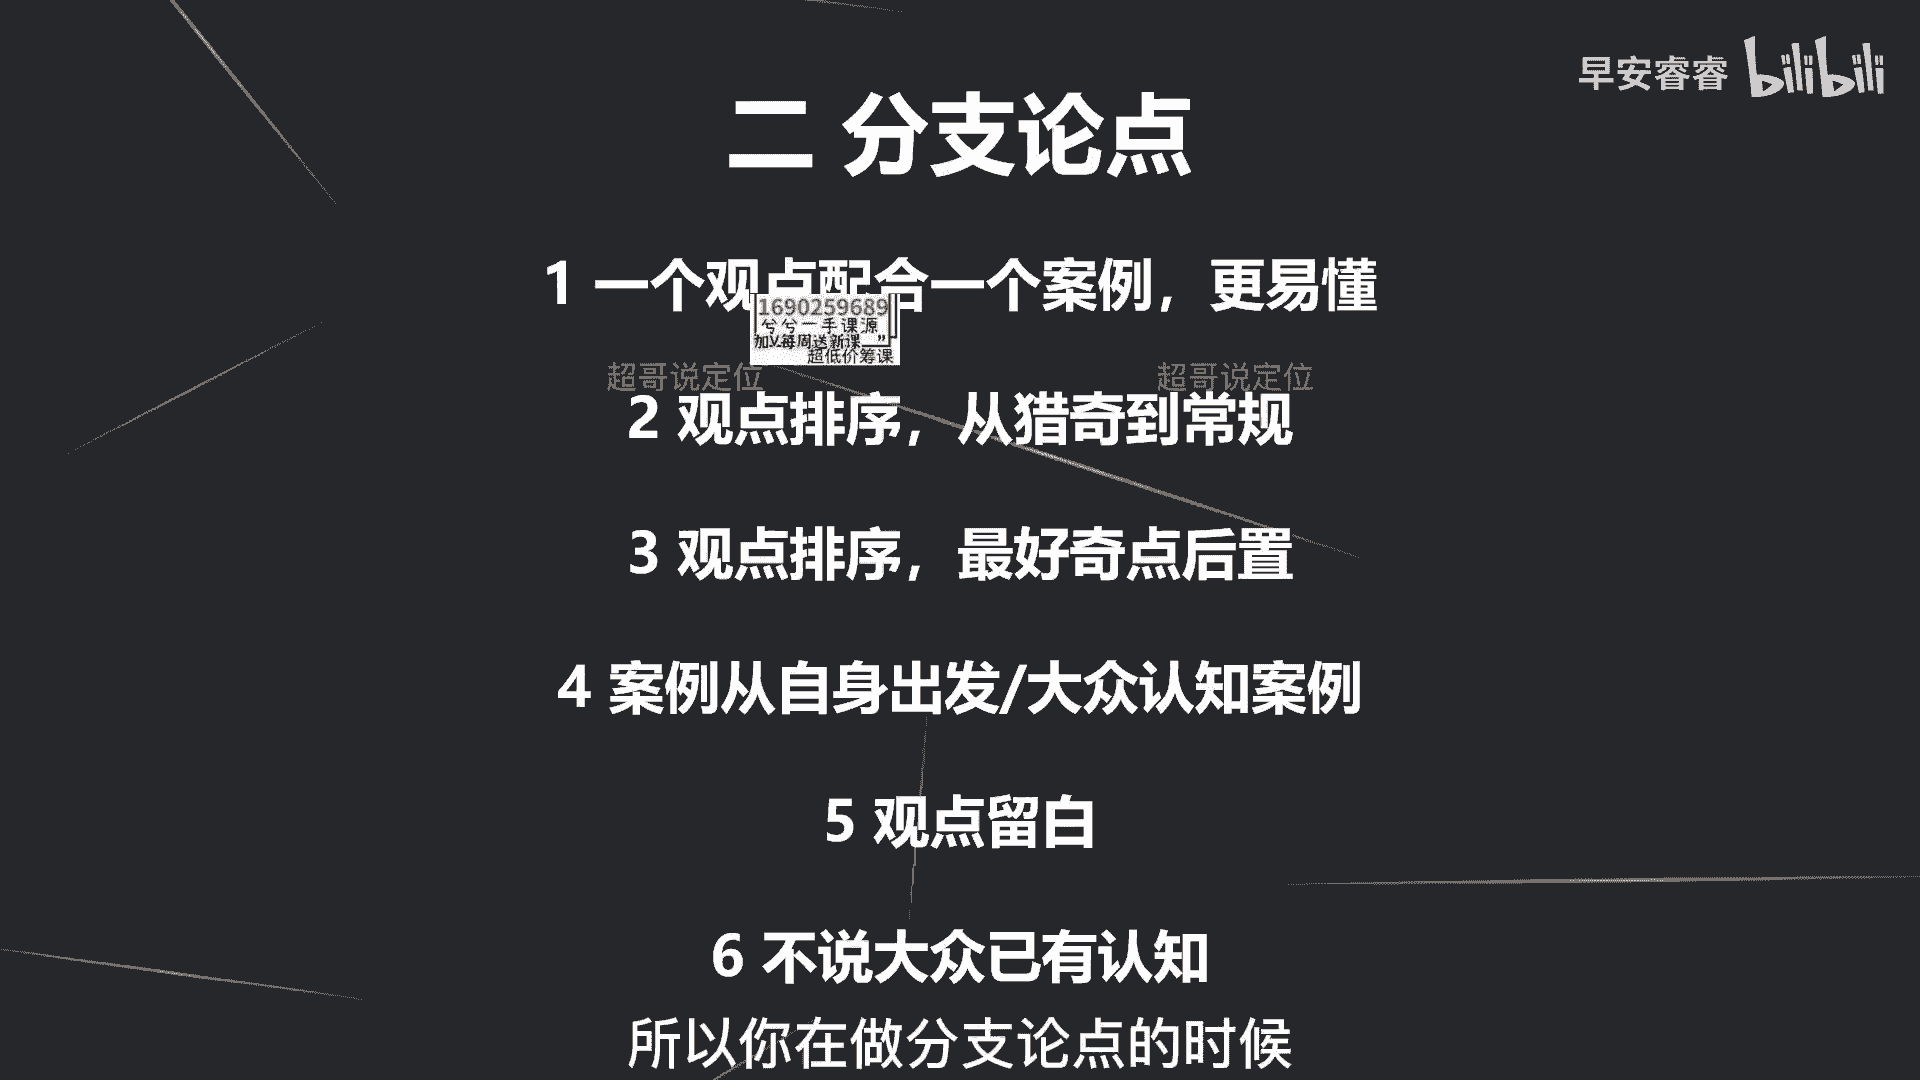 早安睿睿 bilibili
二 分支论点
1 一个观点配合一个案例，更易懂
1690259689
兮兮一手课源
加V每周送新课
超低价筹课
超哥说定位 超哥说定位
2 观点排序，从猎奇到常规
3 观点排序，最好奇点后置
4 案例从自身出发/大众认知案例
5 观点留白
6 不说大众已有认知
所以你在做分支论点的时候